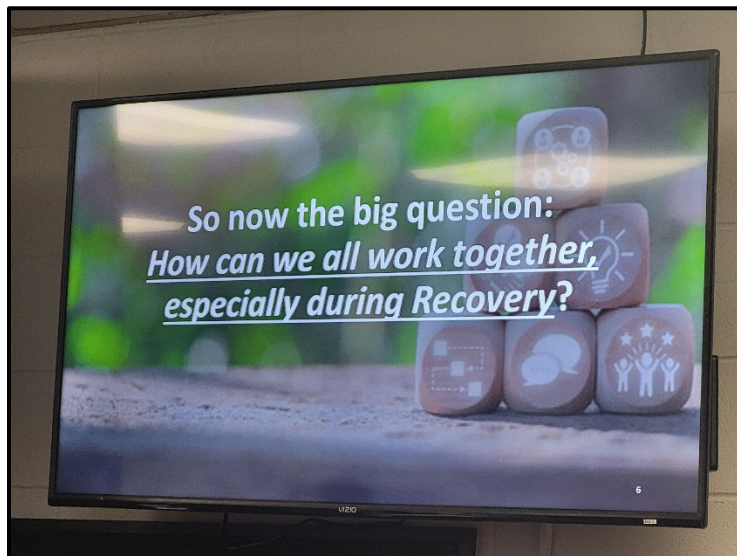 So now the big question:
How can we all work together,
especially during Recovery?
6
VIZIO